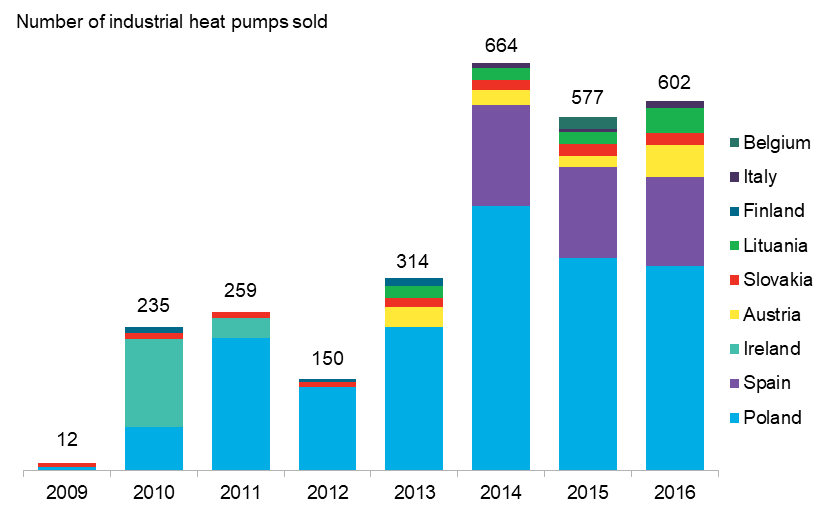 Number of industrial heat pumps sold
664
602
577
314
259
235
150
12
Belgium
Italy
Finland
Lituania
Slovakia
Austria
Ireland
Spain
Poland
2009 2010 2011 2012 2013 2014 2015 2016